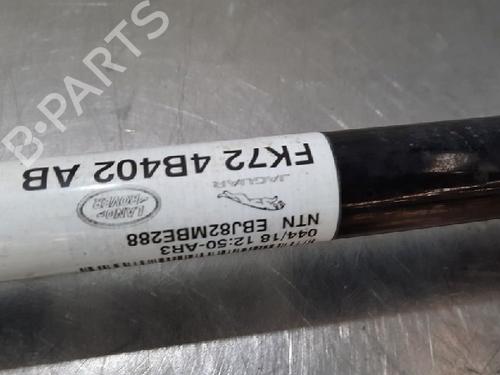 B-PARTS
FK72 4B402 AB
JAGUAR
LAND
ROVER
NTN EBJ82MBE288
044/18 12:50-AR3